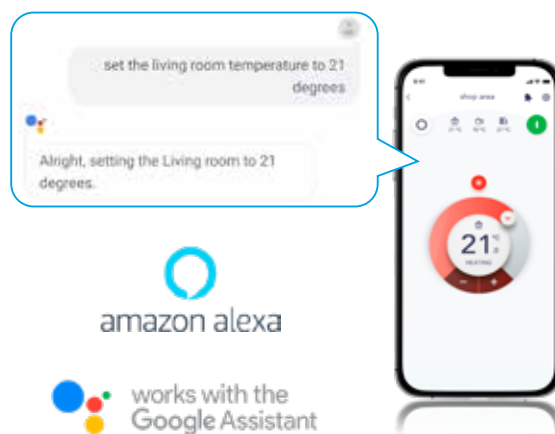 set the living room temperature to 21
degrees
Alright, setting the Living room to 21
degrees.
amazon alexa
works with the
Google Assistant
shop area
21
°C
HEATING